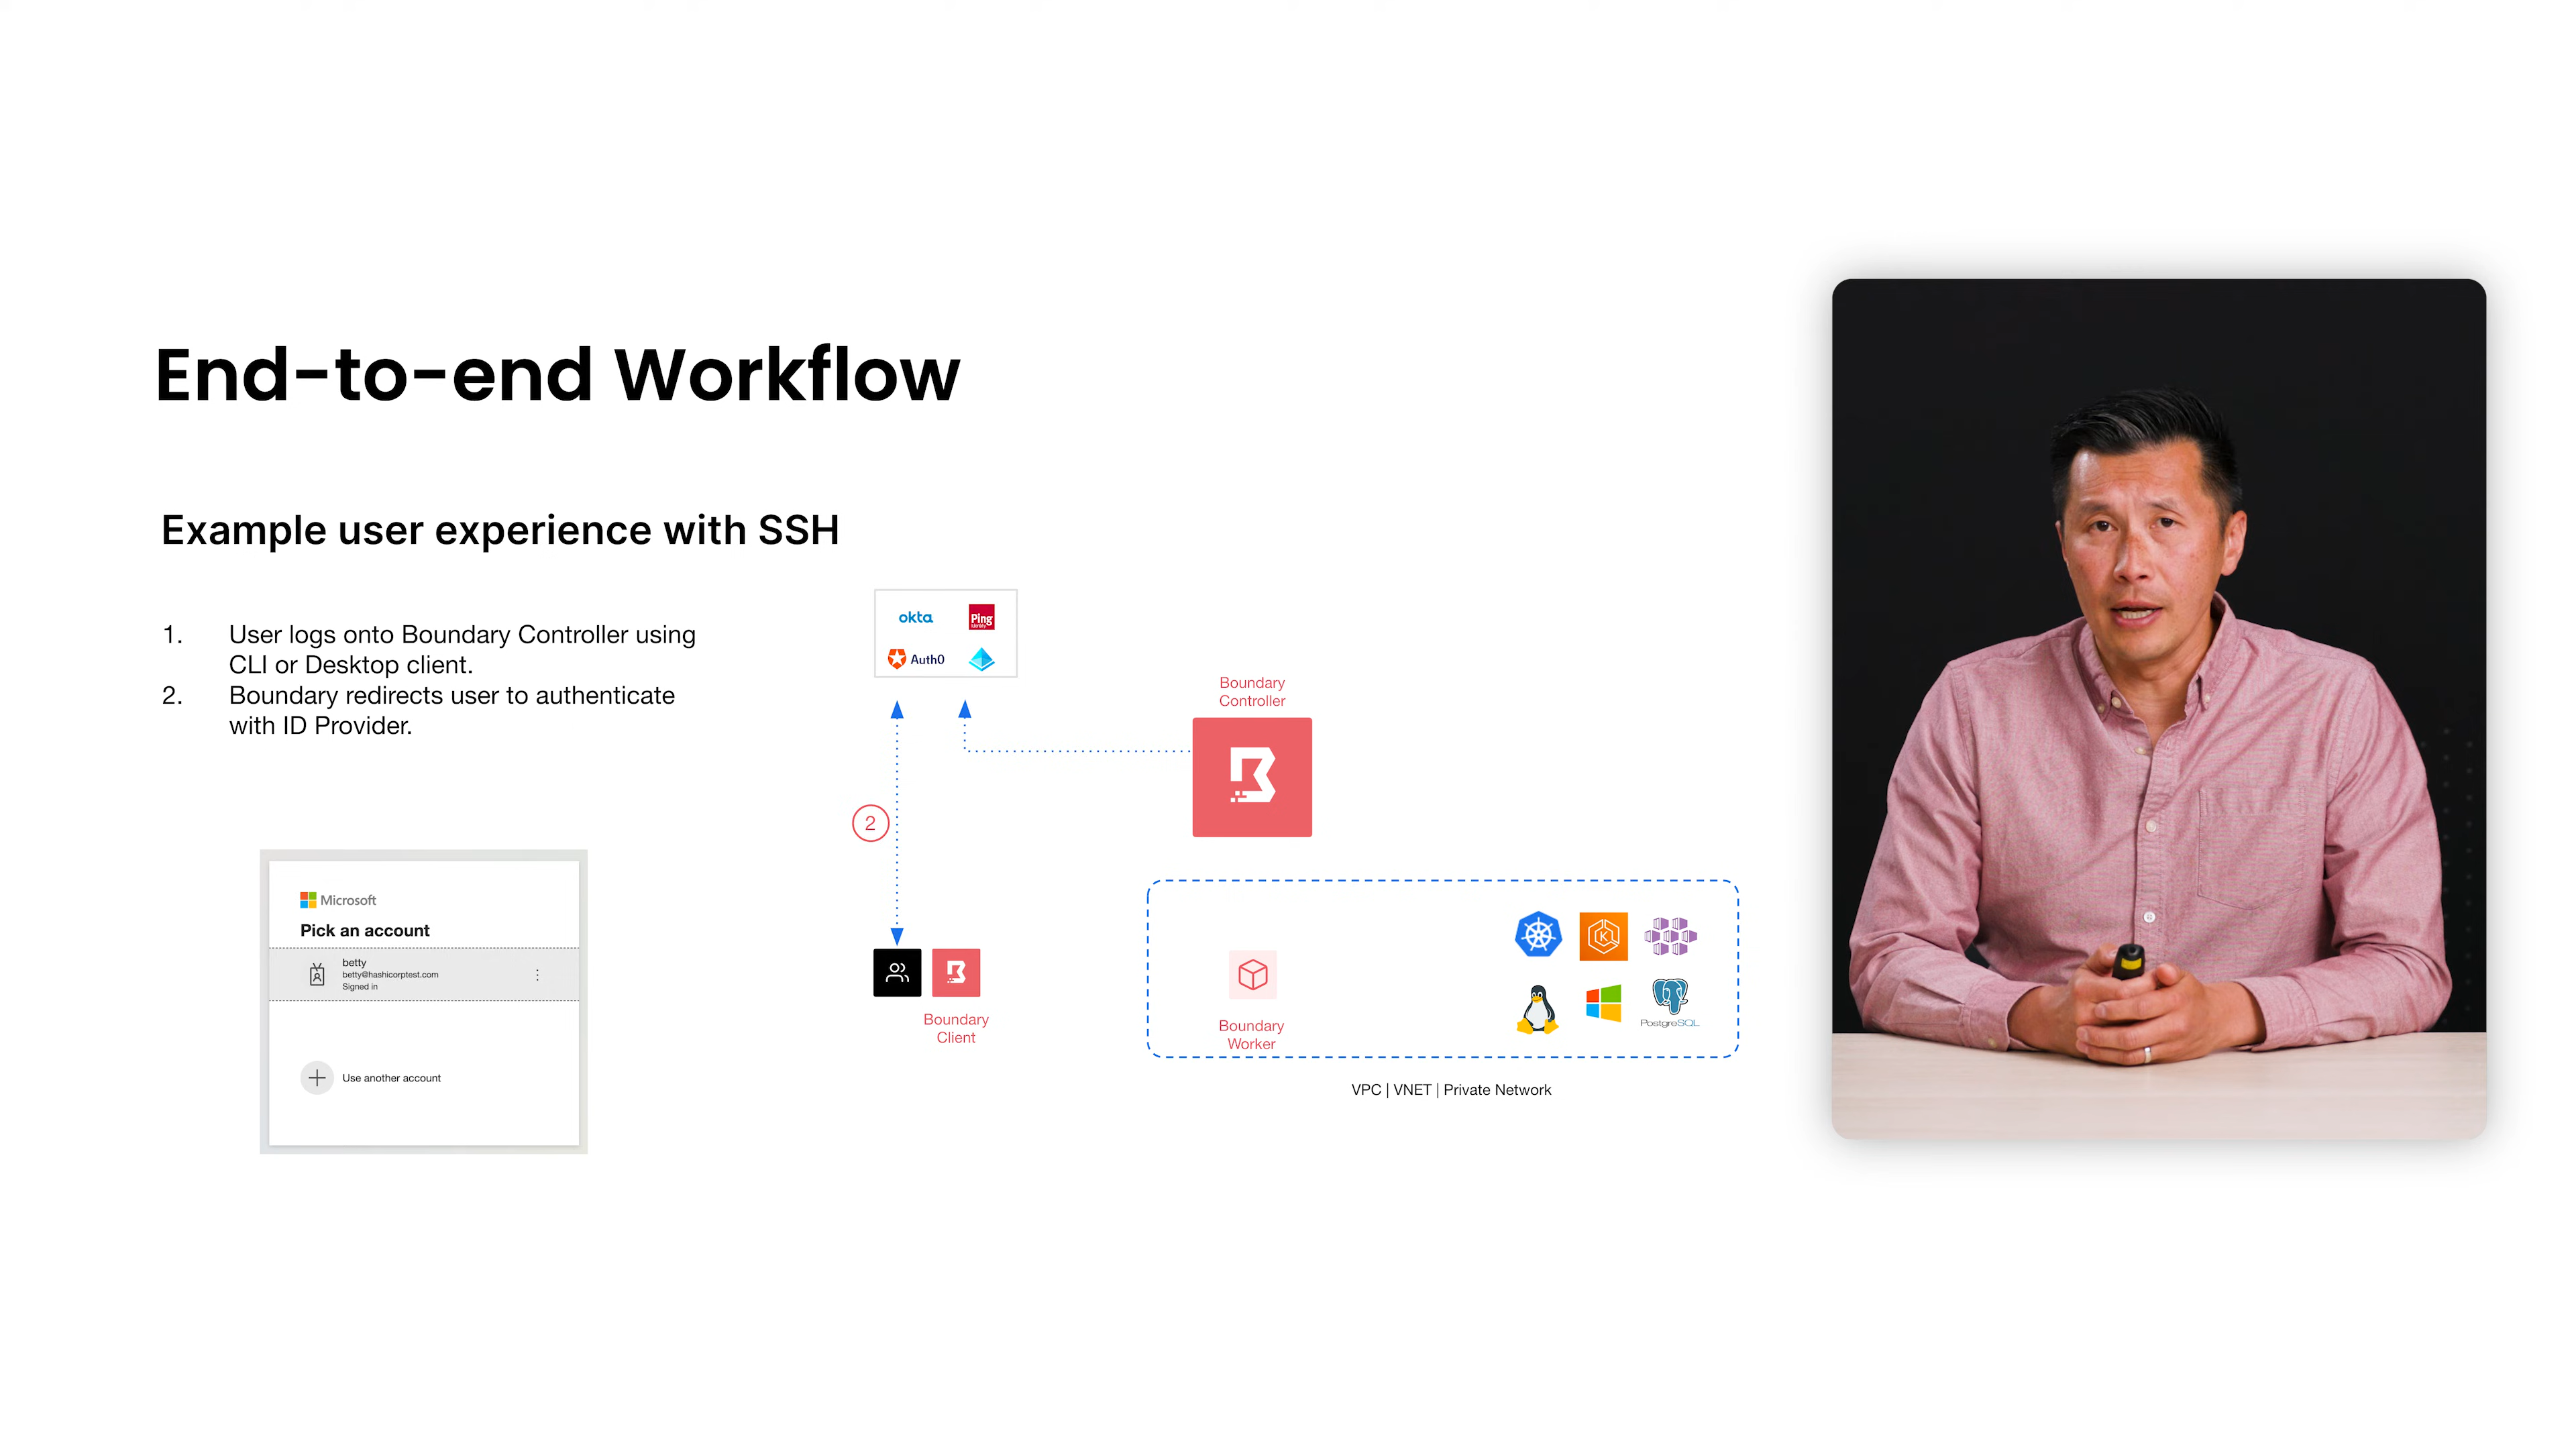 End-to-end Workflow
Example user experience with SSH
1. User logs onto Boundary Controller using
CLI or Desktop client.
2. Boundary redirects user to authenticate
with ID Provider.
Microsoft
Pick an account
betty
betty@hashicorptest.com
Signed in
Use another account
okta
Ping
Identity
Auth0
Boundary
Controller
2
Boundary
Client
Boundary
Worker
K
PostgreSQL
VPC | VNET | Private Network